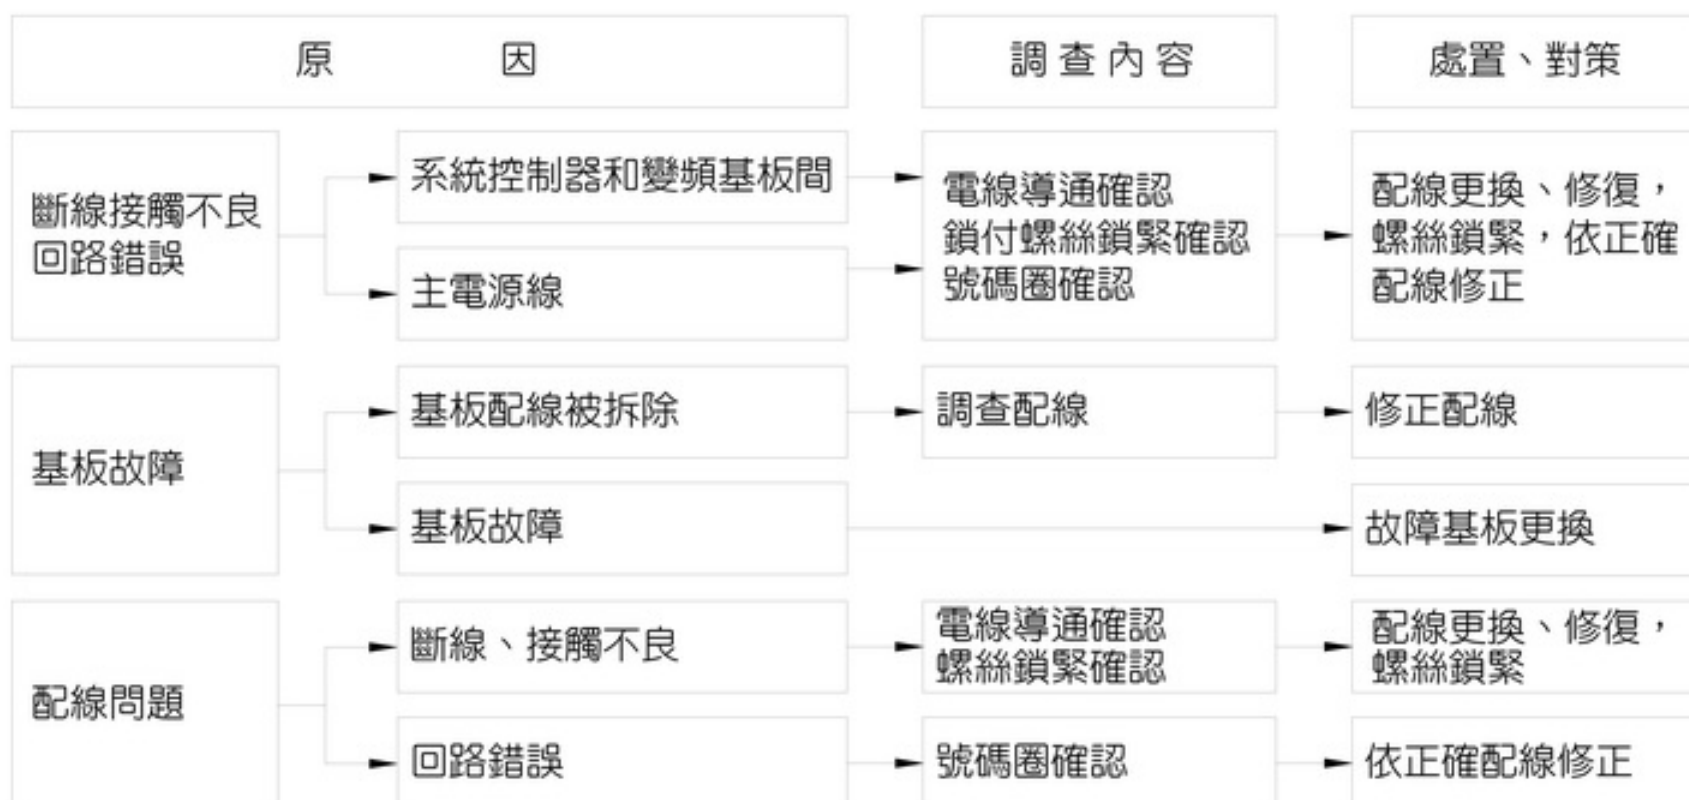 原因
調查內容
處置、對策
斷線接觸不良
回路錯誤
系統控制器和變頻基板間
主電源線
電線導通確認
鎖付螺絲鎖緊確認
號碼圈確認
配線更換、修復，
螺絲鎖緊，依正確
配線修正
基板故障
基板配線被拆除
調查配線
修正配線
基板故障
故障基板更換
配線問題
斷線、接觸不良
電線導通確認
螺絲鎖緊確認
配線更換、修復，
螺絲鎖緊
回路錯誤
號碼圈確認
依正確配線修正